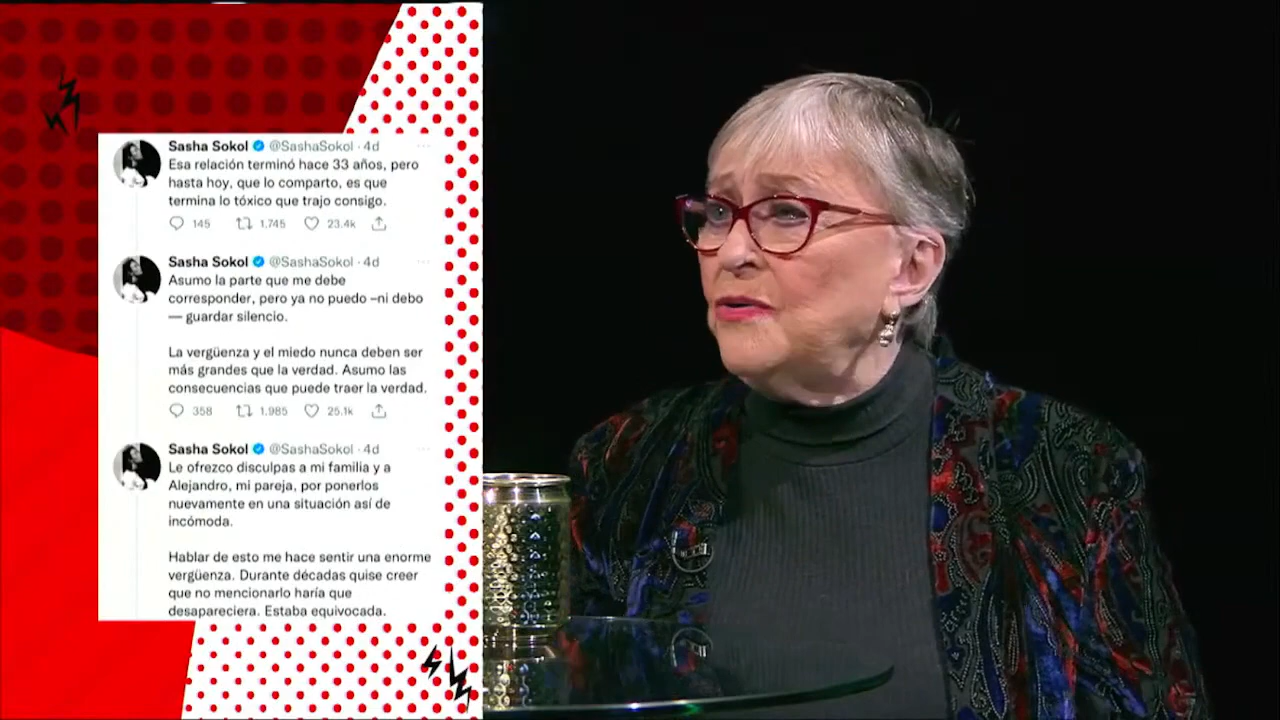 Sasha Sokol @SashaSokol · 4d
Esa relación terminó hace 33 años, pero
hasta hoy, que lo comparto, es que
termina lo tóxico que trajo consigo.
145 1,745 23.4k
Sasha Sokol @SashaSokol · 4d
Asumo la parte que me debe
corresponder, pero ya no puedo –ni debo
— guardar silencio.
La vergüenza y el miedo nunca deben ser
más grandes que la verdad. Asumo las
consecuencias que puede traer la verdad.
358 1,985 25.1k
Sasha Sokol @SashaSokol · 4d
Le ofrezco disculpas a mi familia y a
Alejandro, mi pareja, por ponerlos
nuevamente en una situación así de
incómoda.
Hablar de esto me hace sentir una enorme
vergüenza. Durante décadas quise creer
que no mencionarlo haría que
desapareciera. Estaba equivocada.